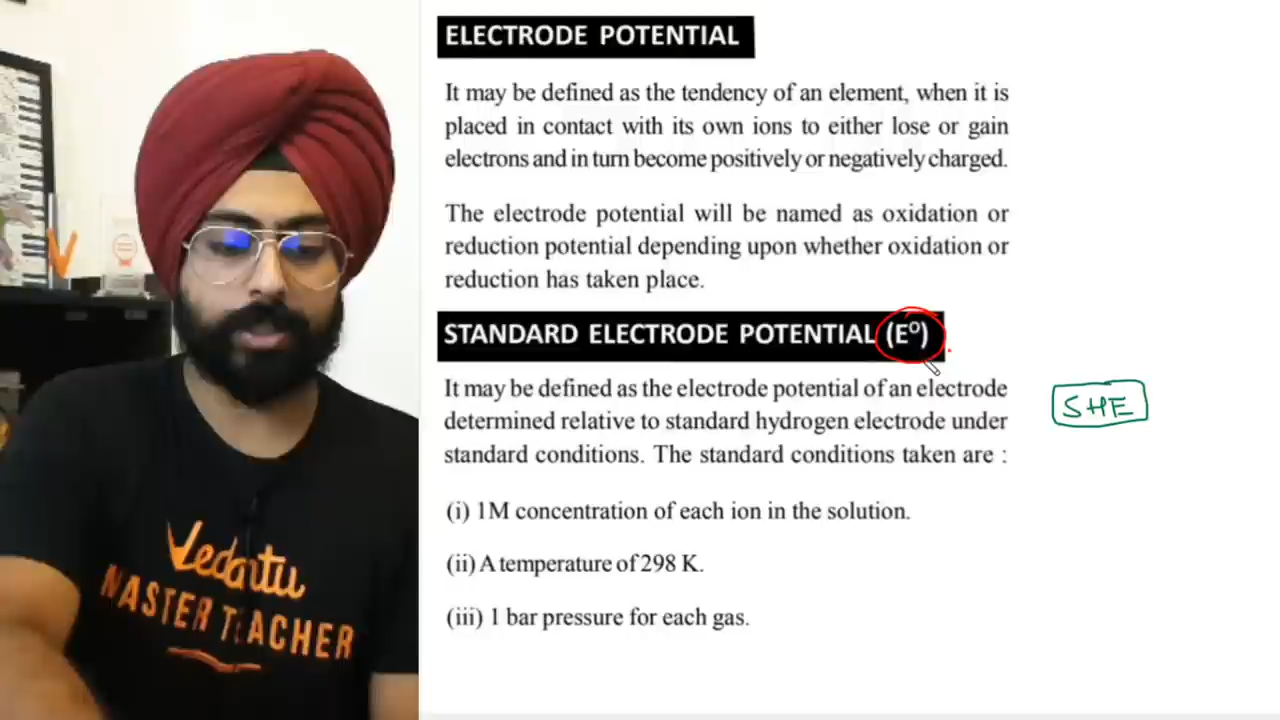 ELECTRODE POTENTIAL
It may be defined as the tendency of an element, when it is
placed in contact with its own ions to either lose or gain
electrons and in turn become positively or negatively charged.
The electrode potential will be named as oxidation or
reduction potential depending upon whether oxidation or
reduction has taken place.
STANDARD ELECTRODE POTENTIAL (E⁰)
It may be defined as the electrode potential of an electrode
determined relative to standard hydrogen electrode under
standard conditions. The standard conditions taken are :
SHE
(i) 1M concentration of each ion in the solution.
(ii) A temperature of 298 K.
(iii) 1 bar pressure for each gas.
Vedantu
MASTER TEACHER